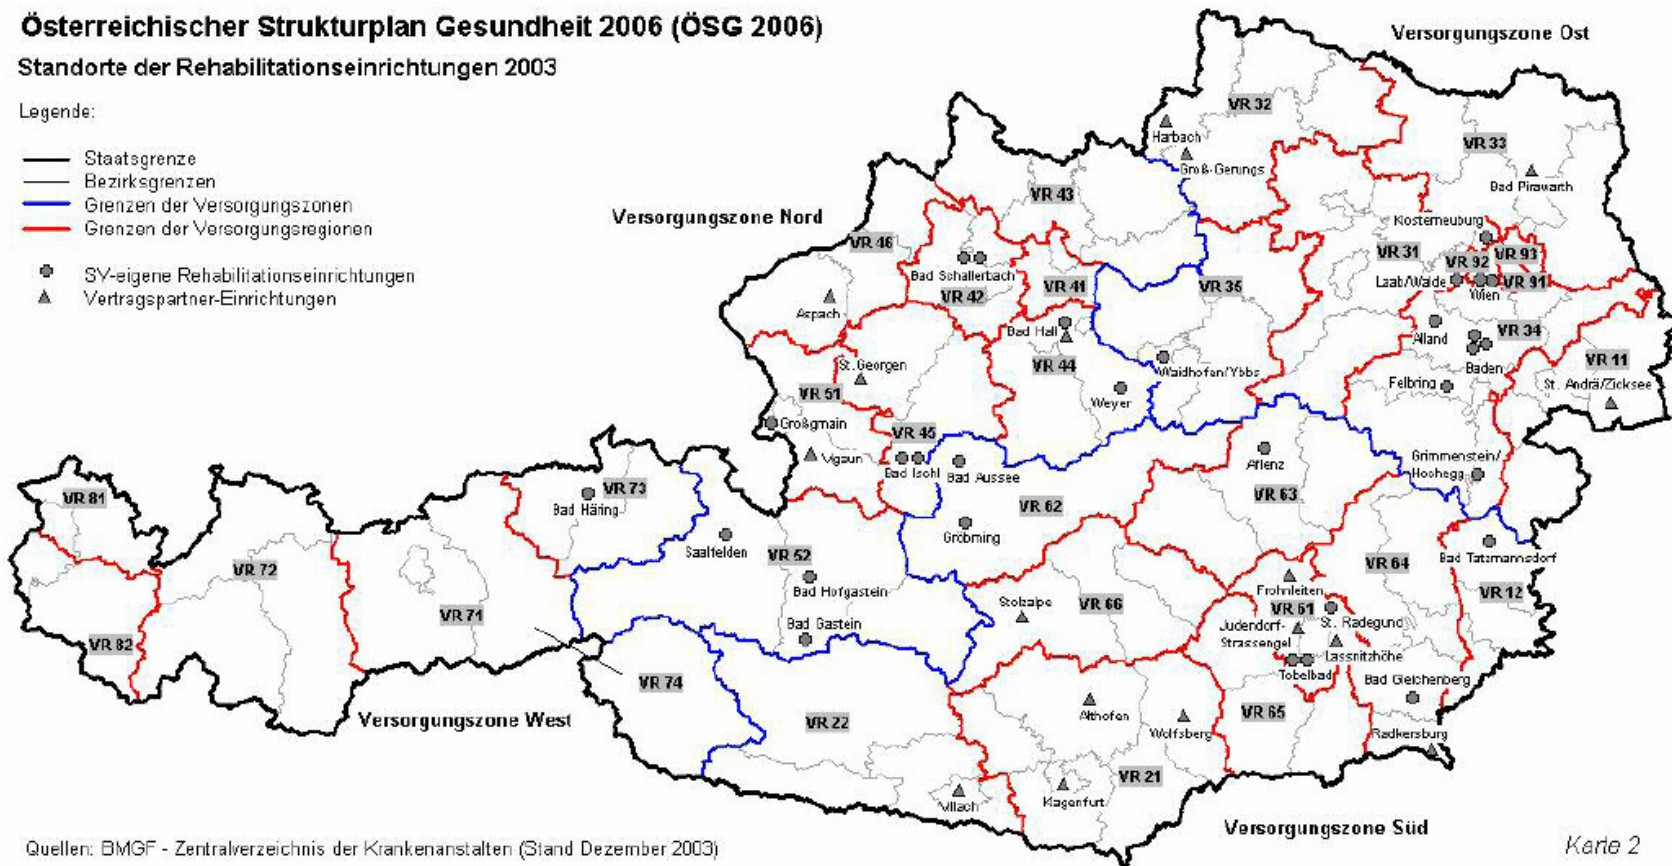 Österreichischer Strukturplan Gesundheit 2006 (ÖSG 2006)
Standorte der Rehabilitationseinrichtungen 2003
Legende:
Staatsgrenze
Bezirksgrenzen
Grenzen der Versorgungszonen
Grenzen der Versorgungsregionen
SV-eigene Rehabilitationseinrichtungen
Vertragspartner-Einrichtungen
Versorgungszone Ost
VR 32
Harbach
Groß-Gerungs
VR 33
Bad Pirawarth
Versorgungszone Nord
VR 43
Klosterneuburg
VR 46
VR 31
VR 93
VR 92
Bad Schallerbach
VR 41
VR 35
Laab/Walde
Wien
VR 91
VR 42
Aspach
Bad Hall
Alland
VR 34
VR 11
St. Georgen
VR 44
Waidhofen/Ybbs
Baden
Felbring
St. Andrä/Zicksee
VR 51
Weyer
Großgmain
VR 45
Vigaun
Bad Ischl
Bad Aussee
Aflenz
Grimmenstein/
Hochegg
VR 81
VR 73
Bad Häring
VR 62
VR 63
Gröbming
Saalfelden
VR 52
Bad Tatzmannsdorf
VR 72
VR 64
Bad Hofgastein
Frohnleiten
VR 12
Stolzalpe
VR 66
VR 61
VR 71
Bad Gastein
Judendorf-
Strassengel
St. Radegund
VR 82
Lassnitzhöhe
Tobelbad
Bad Gleichenberg
VR 74
Versorgungszone West
VR 22
Althofen
Wolfsberg
VR 65
Radkersburg
VR 21
Villach
Klagenfurt
Versorgungszone Süd
Quellen: BMGF - Zentralverzeichnis der Krankenanstalten (Stand Dezember 2003)
Karte 2